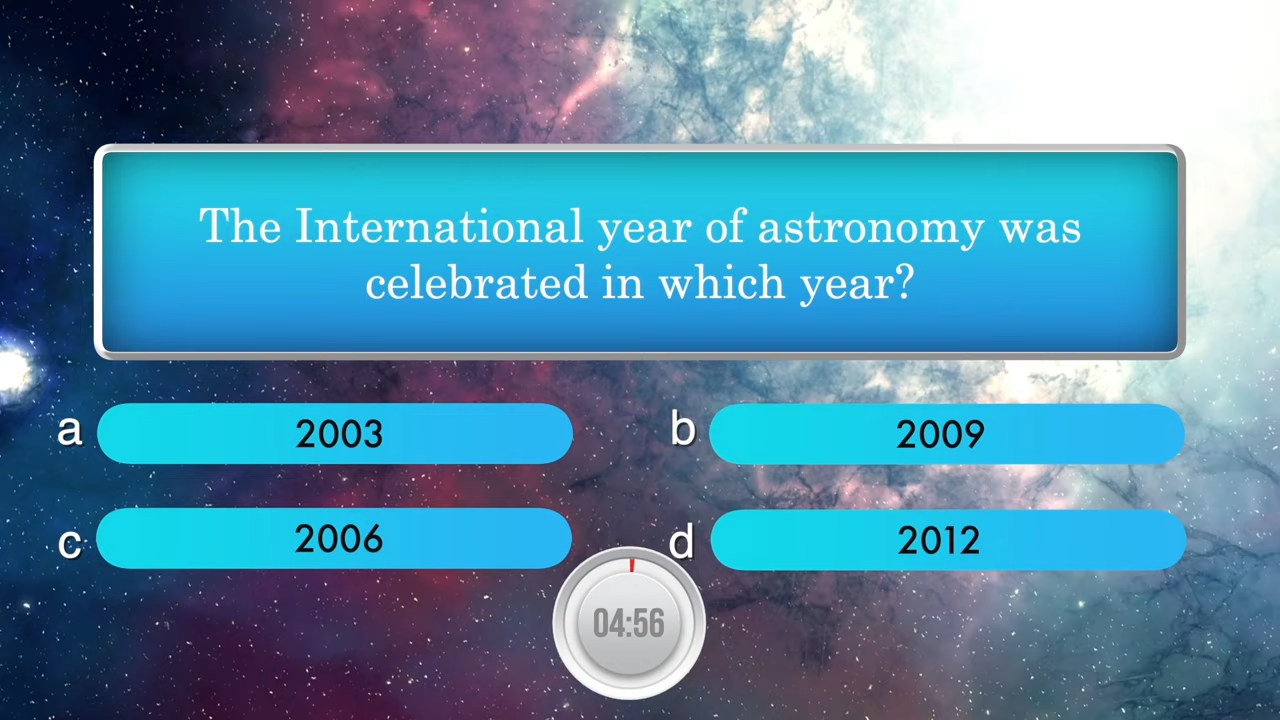 The International year of astronomy was
celebrated in which year?
a 2003
b 2009
c 2006
d 2012
04:56